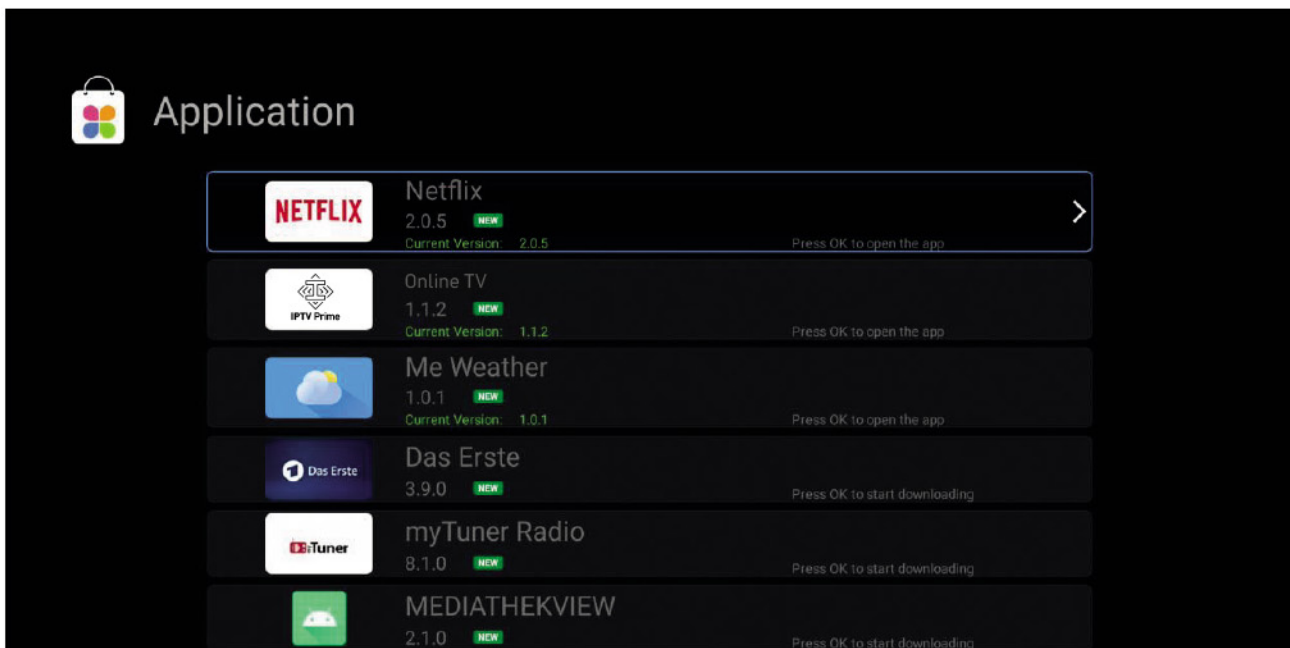 Application
NETFLIX
Netflix
2.0.5 NEW
Current Version: 2.0.5
Press OK to open the app
IPTV Prime
Online TV
1.1.2 NEW
Current Version: 1.1.2
Press OK to open the app
Me Weather
1.0.1 NEW
Current Version: 1.0.1
Press OK to open the app
1 Das Erste
Das Erste
3.9.0 NEW
Press OK to start downloading
Tuner
myTuner Radio
8.1.0 NEW
Press OK to start downloading
MEDIATHEKVIEW
2.1.0 NEW
Press OK to start downloading